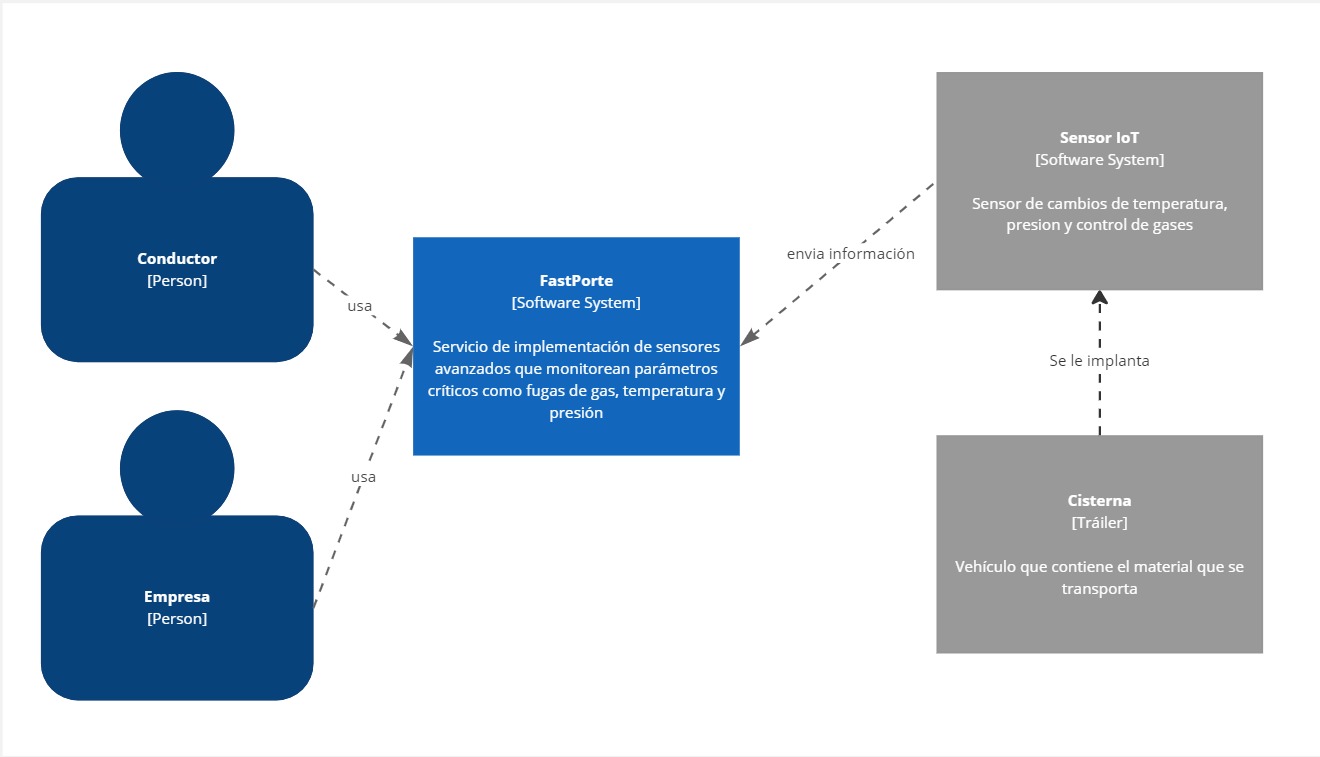 Conductor
[Person]
usa
Empresa
[Person]
usa
FastPorte
[Software System]
Servicio de implementación de sensores
avanzados que monitorean parámetros
críticos como fugas de gas, temperatura y
presión
envia información
Sensor IoT
[Software System]
Sensor de cambios de temperatura,
presion y control de gases
Se le implanta
Cisterna
[Tráiler]
Vehículo que contiene el material que se
transporta